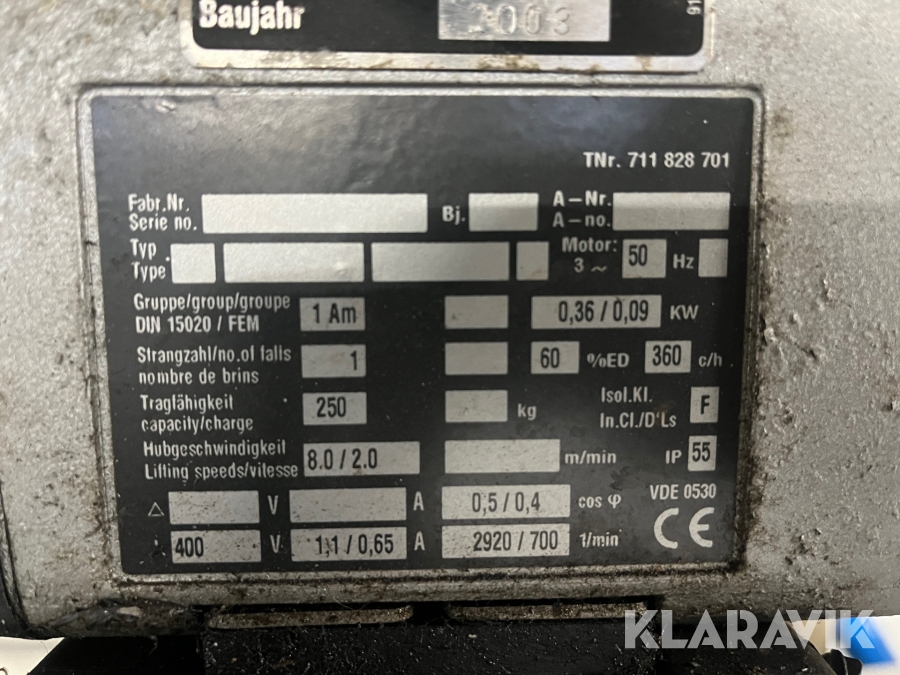 Baujahr 2003
91
TNr. 711 828 701
Fabr.Nr.
Serie no. Bj. A-Nr.
A-no.
Typ
Type Motor:
3 ~ 50 Hz
Gruppe/group/groupe
DIN 15020 / FEM 1 Am 0,36 / 0,09 KW
Strangzahl/no.of falls
nombre de brins 1 60 %ED 360 c/h
Traglähigkeit
capacity/charge 250 kg Isol.Kl.
In.Cl./D'Ls F
Hubgeschwindigkeit
Lifting speeds/vitesse 8.0 / 2.0 m/min IP 55
△ V A 0,5 / 0,4 cos φ VDE 0530
400 V 1,1 / 0,65 A 2920 / 700 1/min CE
KLARAVIK